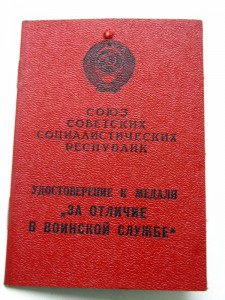 СОЮЗ
СОВЕТСКИХ
СОЦИАЛИСТИЧЕСКИХ
РЕСПУБЛИК
УДОСТОВЕРЕНИЕ К МЕДАЛИ
„ЗА ОТЛИЧИЕ
В ВОИНСКОЙ СЛУЖБЕ“